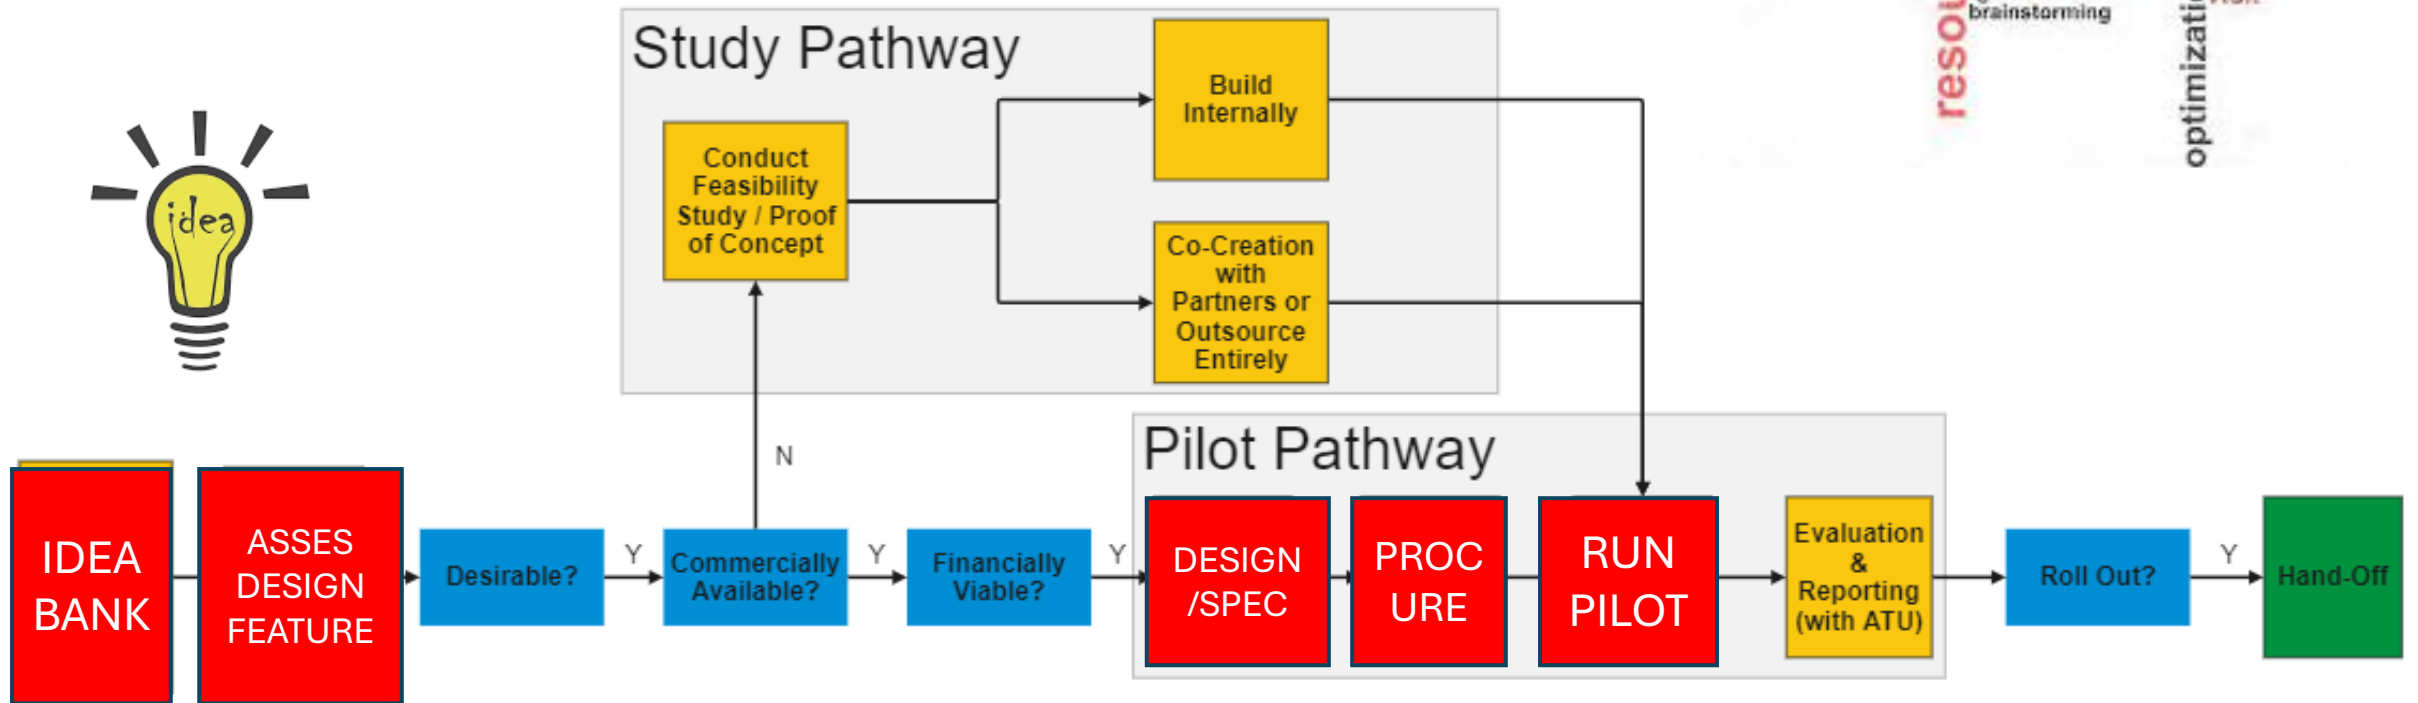 brainstorming
optimizati
resou
Study Pathway
Build
Internally
Conduct
Feasibility
Study / Proof
of Concept
Co-Creation
with
Partners or
Outsource
Entirely
idea
N
Pilot Pathway
IDEA
BANK
ASSES
DESIGN
FEATURE
Desirable?
Y
Commercially
Available?
Y
Financially
Viable?
Y
DESIGN
/SPEC
PROC
URE
RUN
PILOT
Evaluation
&
Reporting
(with ATU)
Roll Out?
Y
Hand-Off